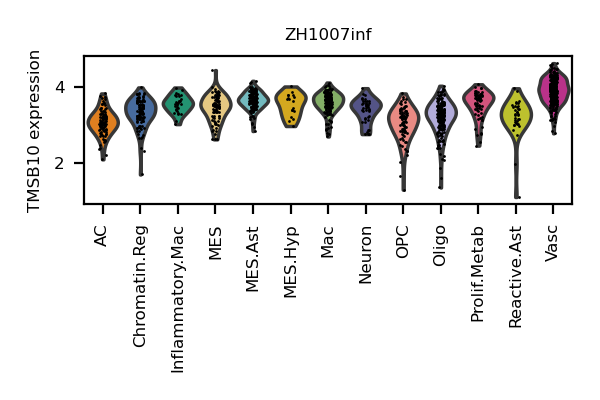 ZH1007inf
TMSB10 expression
4
2
AC
Chromatin.Reg
Inflammatory.Mac
MES
MES.Ast
MES.Hyp
Mac
Neuron
OPC
Oligo
Prolif.Metab
Reactive.Ast
Vasc